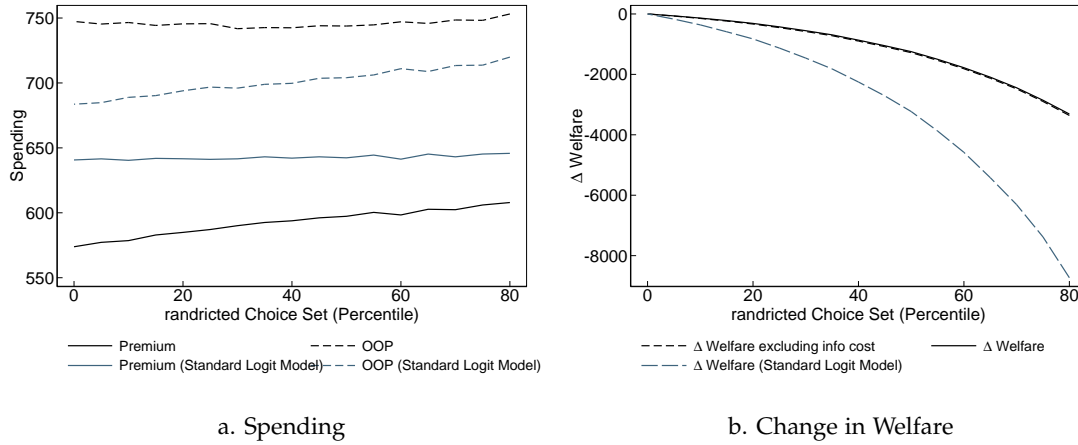 750
700
650
600
550
Spending
0 20 40 60 80
randricted Choice Set (Percentile)
Premium OOP
Premium (Standard Logit Model) OOP (Standard Logit Model)
a. Spending
0
-2000
-4000
-6000
-8000
Δ Welfare
0 20 40 60 80
randricted Choice Set (Percentile)
Δ Welfare excluding info cost Δ Welfare
Δ Welfare (Standard Logit Model)
b. Change in Welfare